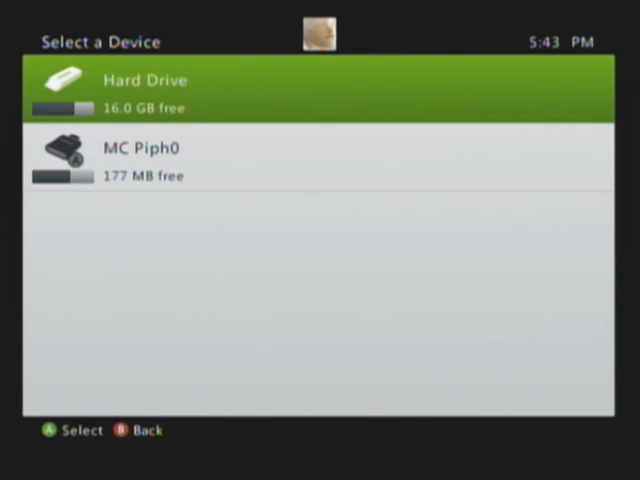 Select a Device
5:43 PM
Hard Drive
16.0 GB free
MC Piph0
A
177 MB free
A Select B Back